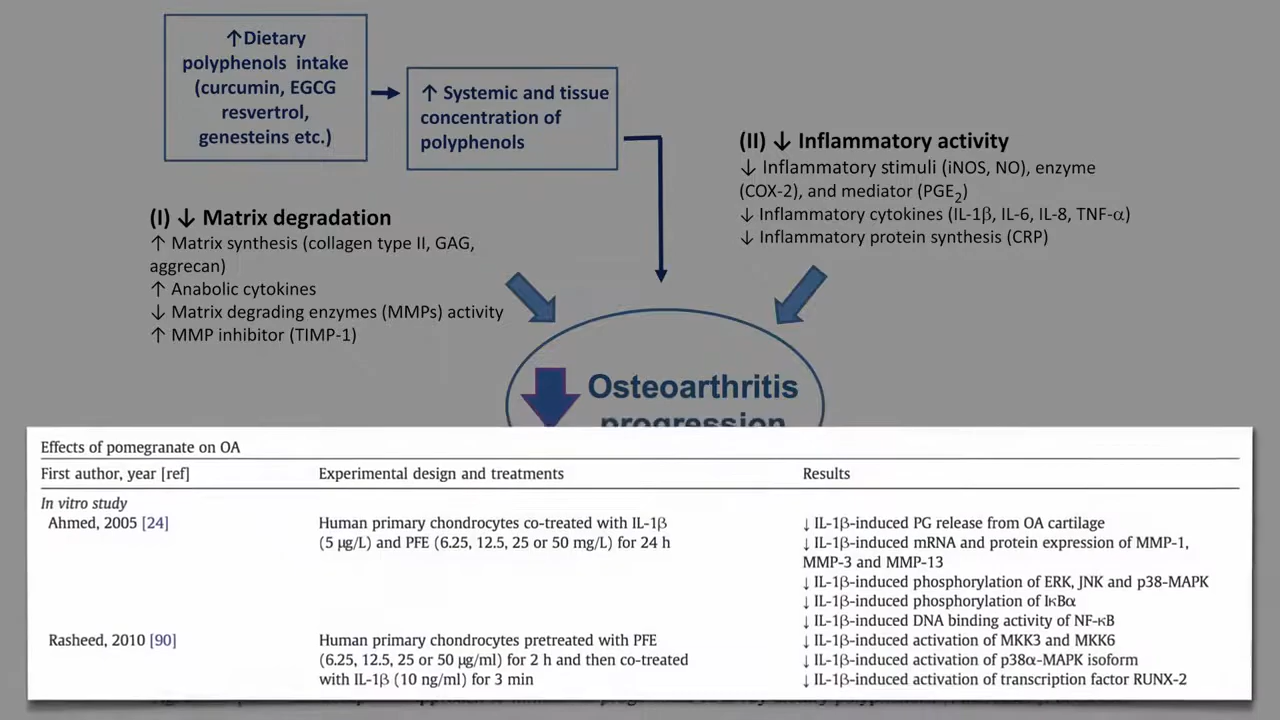 ↑Dietary
polyphenols intake
(curcumin, EGCG
resvertrol,
genesteins etc.)
↑ Systemic and tissue
concentration of
polyphenols
(II) ↓ Inflammatory activity
↓ Inflammatory stimuli (iNOS, NO), enzyme
(COX-2), and mediator (PGE2)
↓ Inflammatory cytokines (IL-1β, IL-6, IL-8, TNF-α)
↓ Inflammatory protein synthesis (CRP)
(I) ↓ Matrix degradation
↑ Matrix synthesis (collagen type II, GAG,
aggrecan)
↑ Anabolic cytokines
↓ Matrix degrading enzymes (MMPs) activity
↑ MMP inhibitor (TIMP-1)
Osteoarthritis
progression
Effects of pomegranate on OA
First author, year [ref] Experimental design and treatments Results
In vitro study
Ahmed, 2005 [24] Human primary chondrocytes co-treated with IL-1β ↓ IL-1β-induced PG release from OA cartilage
(5 μg/L) and PFE (6.25, 12.5, 25 or 50 mg/L) for 24 h ↓ IL-1β-induced mRNA and protein expression of MMP-1,
MMP-3 and MMP-13
↓ IL-1β-induced phosphorylation of ERK, JNK and p38-MAPK
↓ IL-1β-induced phosphorylation of IκBα
↓ IL-1β-induced DNA binding activity of NF-κB
Rasheed, 2010 [90] Human primary chondrocytes pretreated with PFE ↓ IL-1β-induced activation of MKK3 and MKK6
(6.25, 12.5, 25 or 50 μg/ml) for 2 h and then co-treated ↓ IL-1β-induced activation of p38α-MAPK isoform
with IL-1β (10 ng/ml) for 3 min ↓ IL-1β-induced activation of transcription factor RUNX-2